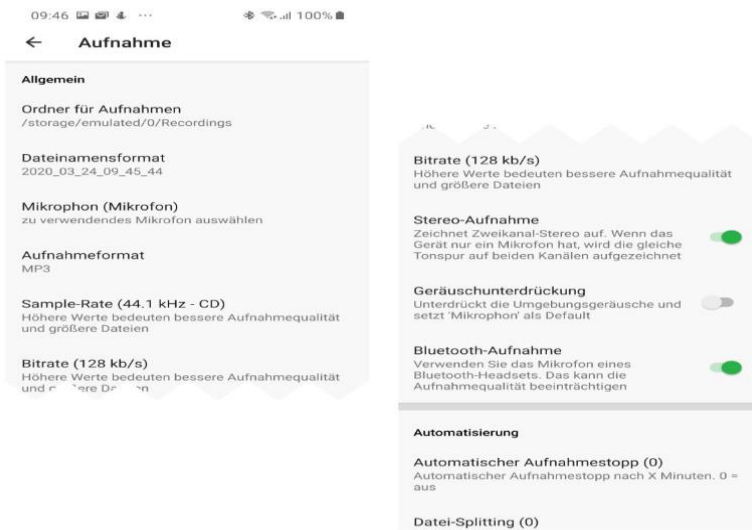 09:46 ... 100%
Aufnahme
Allgemein
Ordner für Aufnahmen
/storage/emulated/0/Recordings
Dateinamensformat
2020_03_24_09_45_44
Mikrophon (Mikrofon)
zu verwendendes Mikrofon auswählen
Aufnahmeformat
MP3
Sample-Rate (44.1 kHz - CD)
Höhere Werte bedeuten bessere Aufnahmequalität
und größere Dateien
Bitrate (128 kb/s)
Höhere Werte bedeuten bessere Aufnahmequalität
und
Bitrate (128 kb/s)
Höhere Werte bedeuten bessere Aufnahmequalität
und größere Dateien
Stereo-Aufnahme
Zeichnet Zweikanal-Stereo auf. Wenn das
Gerät nur ein Mikrofon hat, wird die gleiche
Tonspur auf beiden Kanälen aufgezeichnet
Geräuschunterdrückung
Unterdrückt die Umgebungsgeräusche und
setzt 'Mikrophon' als Default
Bluetooth-Aufnahme
Verwenden Sie das Mikrofon eines
Bluetooth-Headsets. Das kann die
Aufnahmequalität beeinträchtigen
Automatisierung
Automatischer Aufnahmestopp (0)
Automatischer Aufnahmestopp nach X Minuten. 0 =
aus
Datei-Splitting (0)